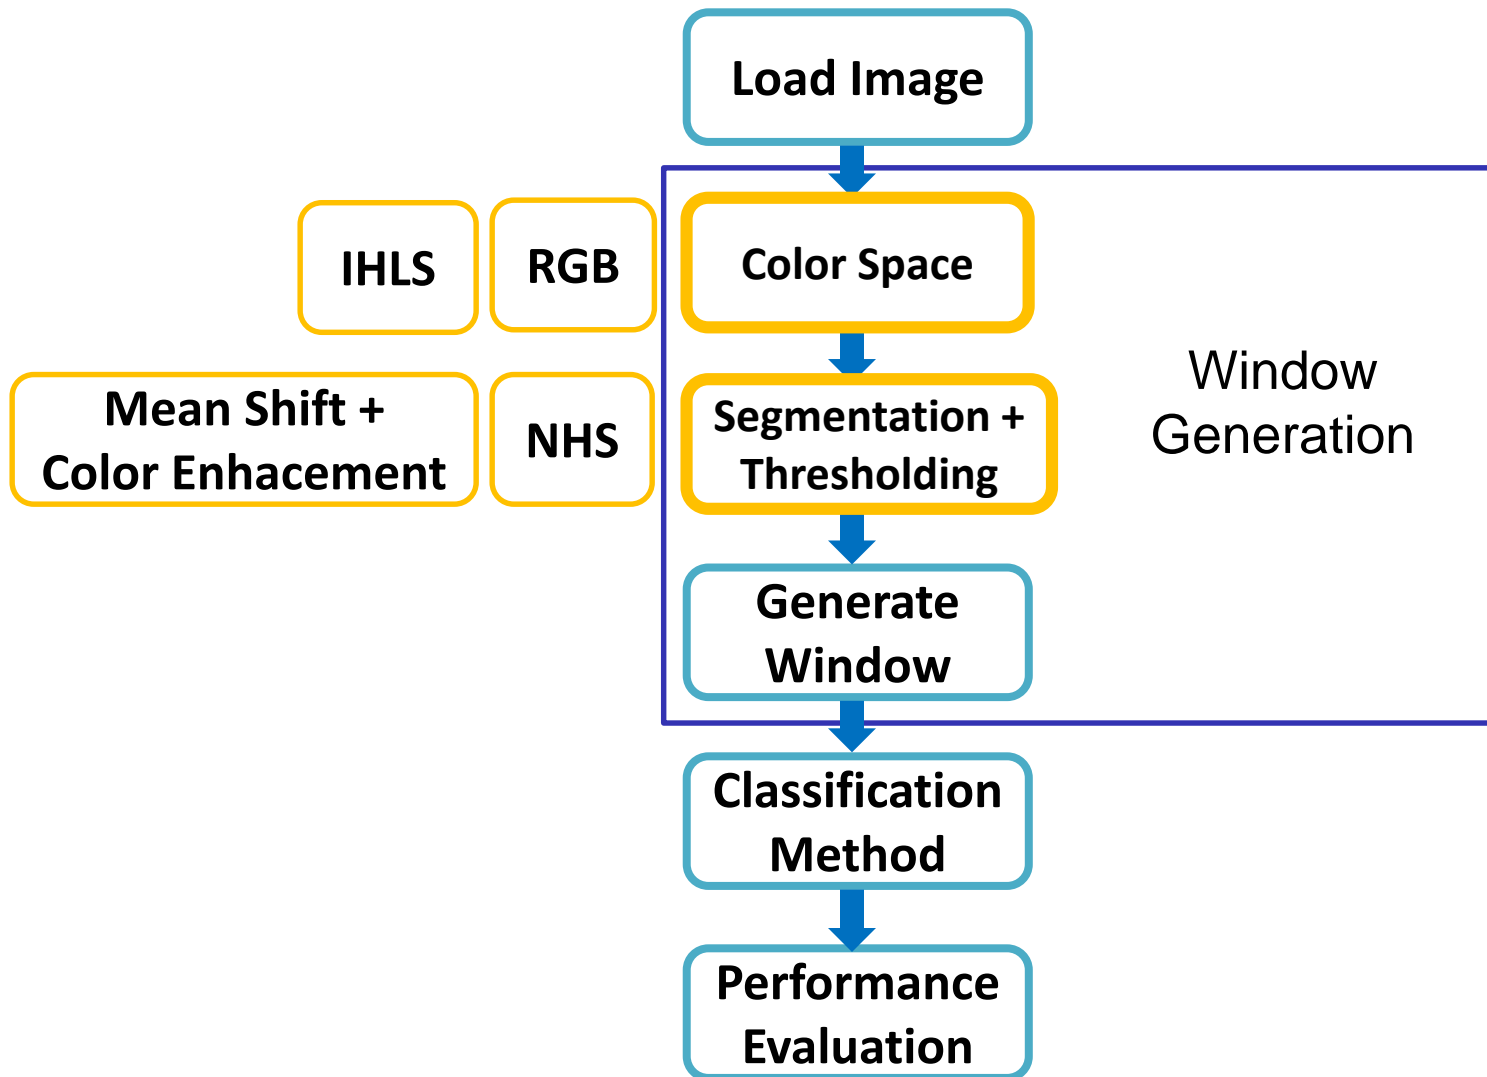 Load Image
IHLS
RGB
Color Space
Mean Shift +
Color Enhacement
NHS
Segmentation +
Thresholding
Window
Generation
Generate
Window
Classification
Method
Performance
Evaluation